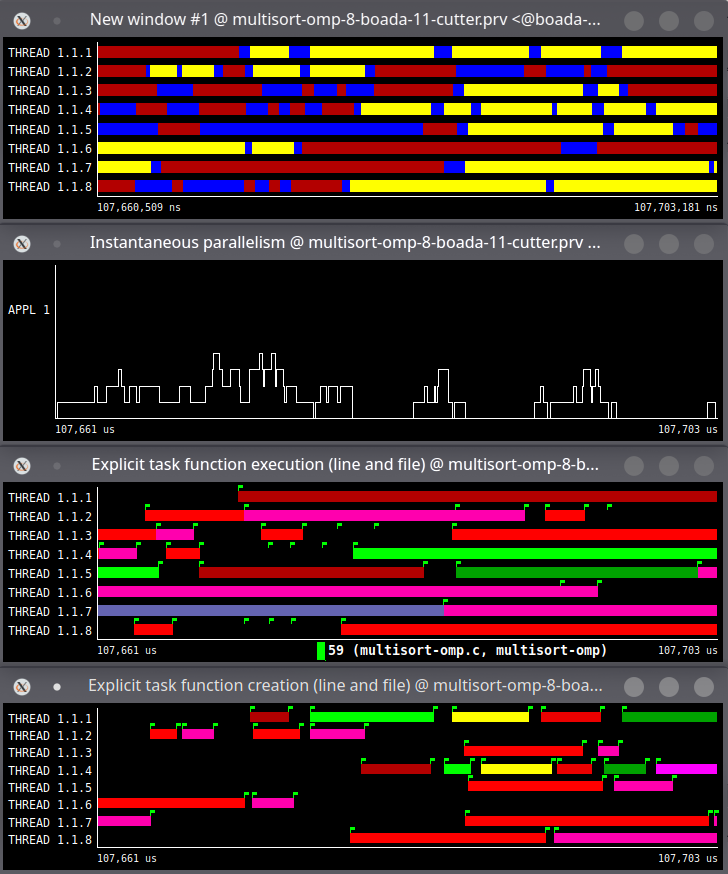 New window #1 @ multisort-omp-8-boada-11-cutter.prv <@boada-...
THREAD 1.1.1
THREAD 1.1.2
THREAD 1.1.3
THREAD 1.1.4
THREAD 1.1.5
THREAD 1.1.6
THREAD 1.1.7
THREAD 1.1.8
107,660,509 ns 107,703,181 ns
Instantaneous parallelism @ multisort-omp-8-boada-11-cutter.prv ...
APPL 1
107,661 us 107,703 us
Explicit task function execution (line and file) @ multisort-omp-8-b...
THREAD 1.1.1
THREAD 1.1.2
THREAD 1.1.3
THREAD 1.1.4
THREAD 1.1.5
THREAD 1.1.6
THREAD 1.1.7
THREAD 1.1.8
107,661 us 59 (multisort-omp.c, multisort-omp) 107,703 us
Explicit task function creation (line and file) @ multisort-omp-8-boa...
THREAD 1.1.1
THREAD 1.1.2
THREAD 1.1.3
THREAD 1.1.4
THREAD 1.1.5
THREAD 1.1.6
THREAD 1.1.7
THREAD 1.1.8
107,661 us 107,703 us